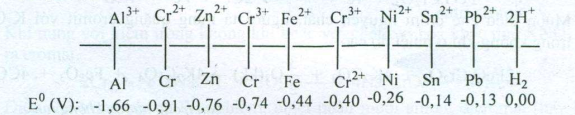 Al³⁺ Cr²⁺ Zn²⁺ Cr³⁺ Fe²⁺ Cr³⁺ Ni²⁺ Sn²⁺ Pb²⁺ 2H⁺
Al Cr Zn Cr Fe Cr²⁺ Ni Sn Pb H₂
E⁰ (V): -1,66 -0,91 -0,76 -0,74 -0,44 -0,40 -0,26 -0,14 -0,13 0,00